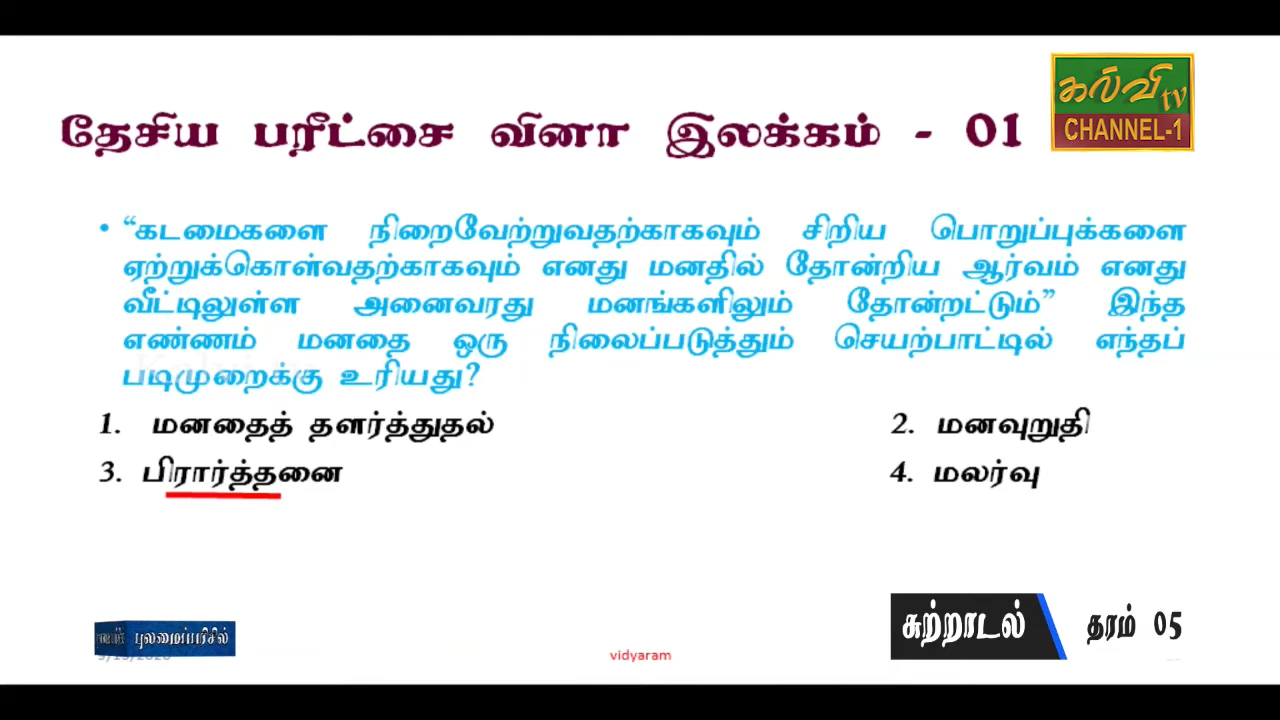 கல்வி tv
CHANNEL-1
தேசிய பரீட்சை வினா இலக்கம் - 01
• “கடமைகளை நிறைவேற்றுவதற்காகவும் சிறிய பொறுப்புக்களை
ஏற்றுக்கொள்வதற்காகவும் எனது மனதில் தோன்றிய ஆர்வம் எனது
வீட்டிலுள்ள அனைவரது மனங்களிலும் தோன்றட்டும்” இந்த
எண்ணம் மனதை ஒரு நிலைப்படுத்தும் செயற்பாட்டில் எந்தப்
படிமுறைக்கு உரியது?
1. மனதைத் தளர்த்துதல் 2. மனவுறுதி
3. பிரார்த்தனை 4. மலர்வு
புலமைப்பரிசில்
சுற்றாடல் தரம் 05
vidyaram